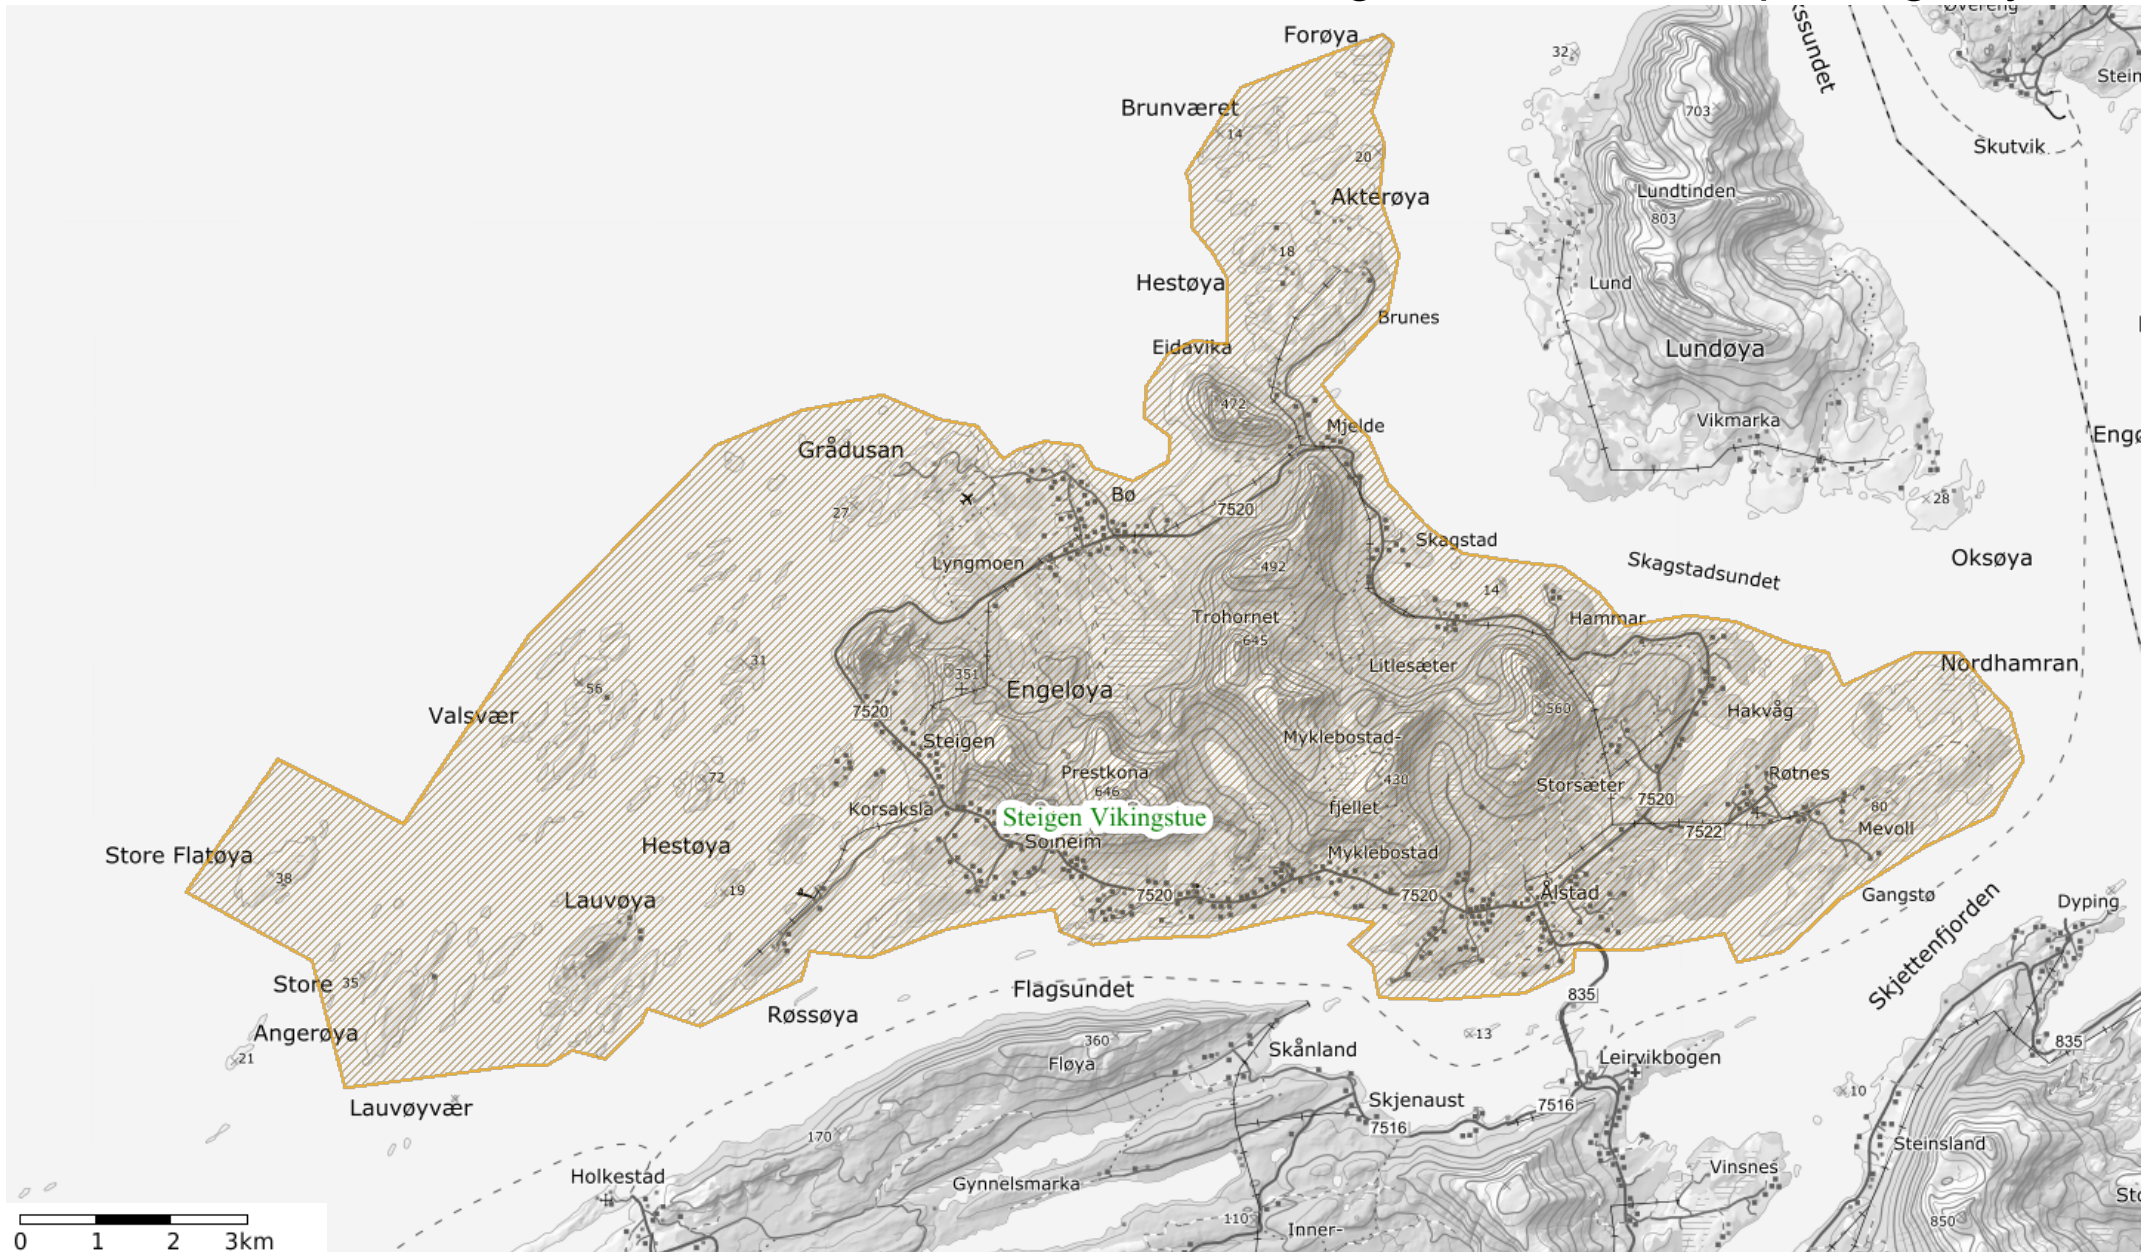 Forøya
32
Øvereng
Stein
Brunværet
14
703
Skutvik
20
Akterøya
Lundtinden
803
18
Hestøya
Lund
Brunes
Eidavika
Lundøya
472
Mjelde
Vikmarka
Grådusan
Bø
28
27
7520
Skagstad
Lyngmoen
492
Skagstadsundet
Oksøya
14
Trohornet
645
Hammar
31
351
Litlesæter
Nordhamran
56
Engeløya
560
7520
Hakvåg
Valsvær
Steigen
Myklebostad-
72
Prestkona
430
Storsæter
Røtnes
646
7520
80
Korsaksla
fjellet
Steigen Vikingstue
7522
Mevoll
Solheim
Hestøya
Myklebostad
Store Flatøya
38
19
7520
7520
Ålstad
Gangstø
Lauvøya
Dyping
Skjettenfjorden
Store
35
Flagsundet
835
Angerøya
Røssøya
13
21
360
Skånland
835
Fløya
Leirvikbogen
10
Lauvøyvær
Skjenaust
7516
7516
170
Steinsland
Holkestad
Gynnelsmarka
Vinsnes
110
Inner-
850
0 1 2 3km